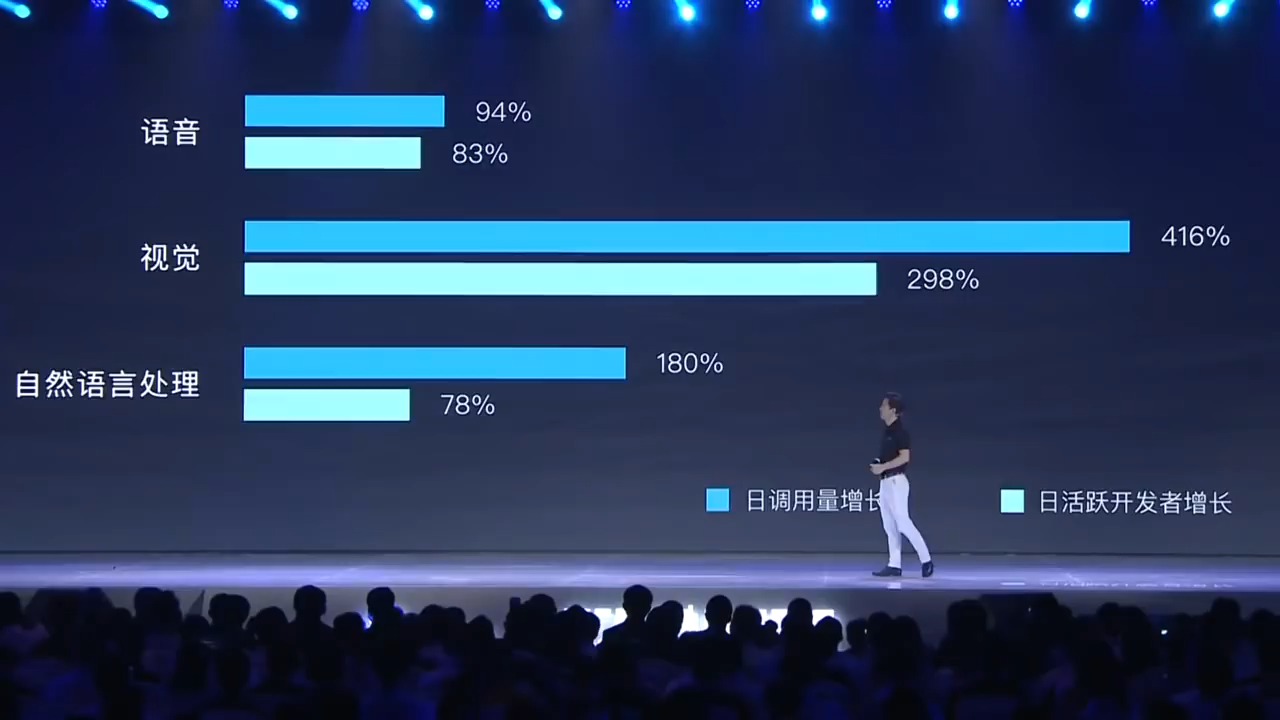 94%
语音
83%
416%
视觉
298%
180%
自然语言处理
78%
日调用量增长
日活跃开发者增长